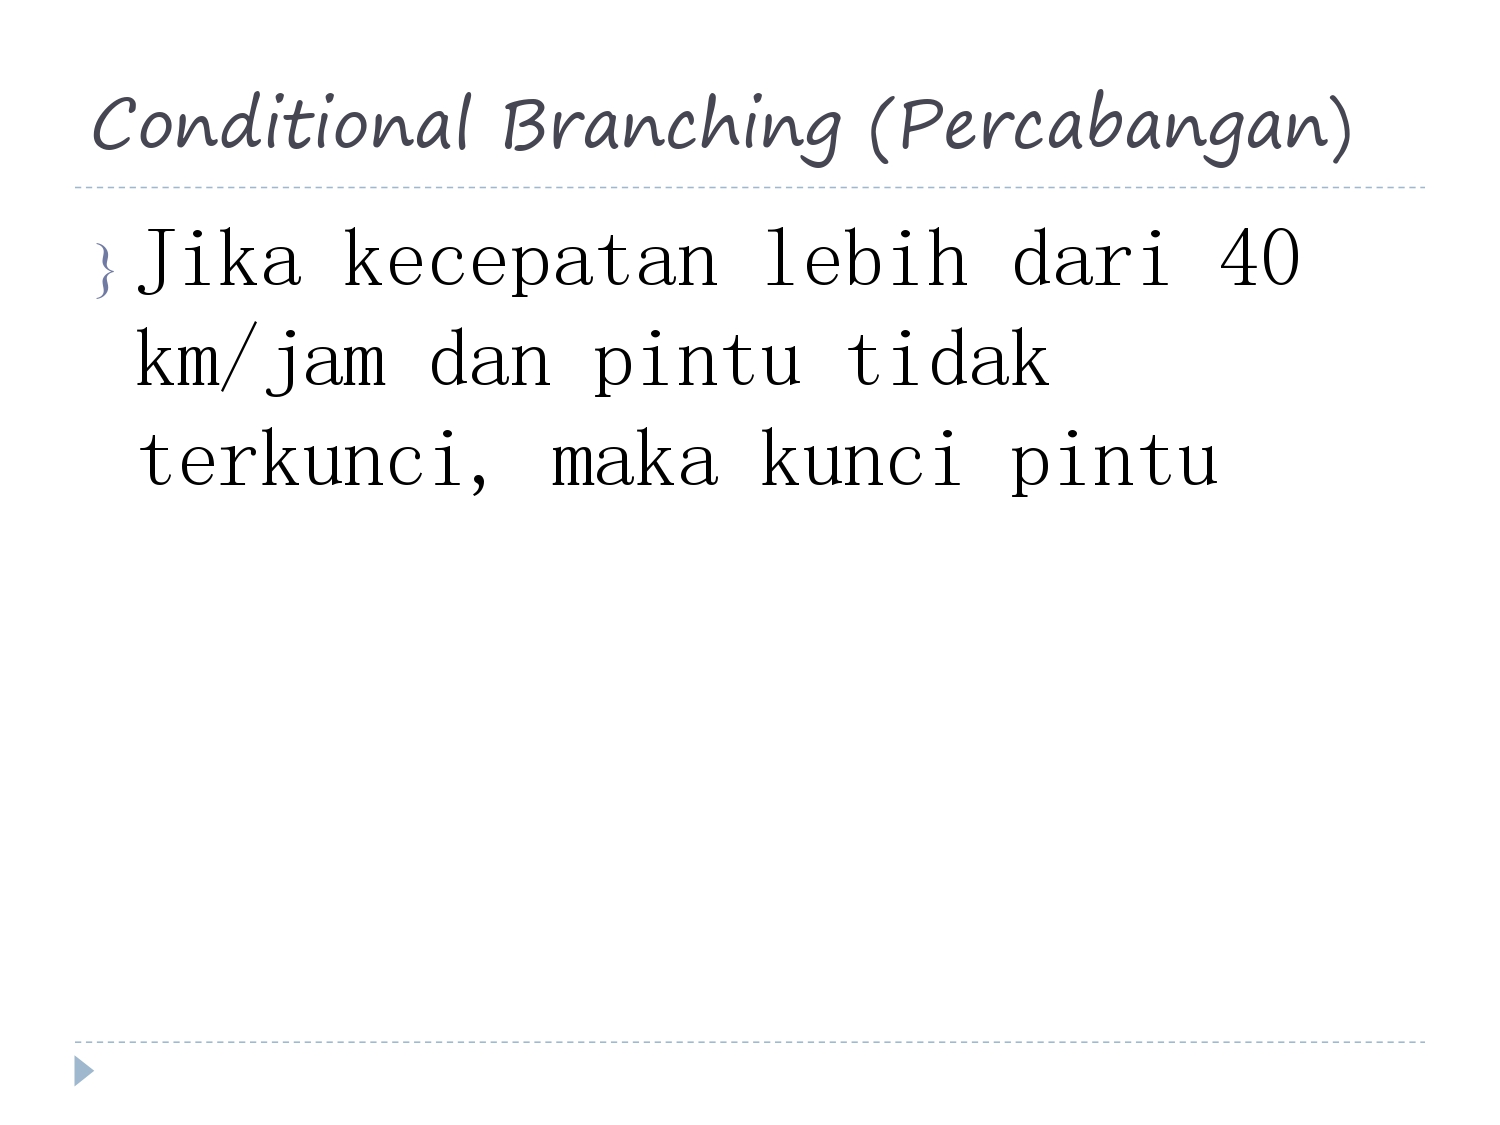 Conditional Branching (Percabangan)
} Jika kecepatan lebih dari 40
km/jam dan pintu tidak
terkunci, maka kunci pintu